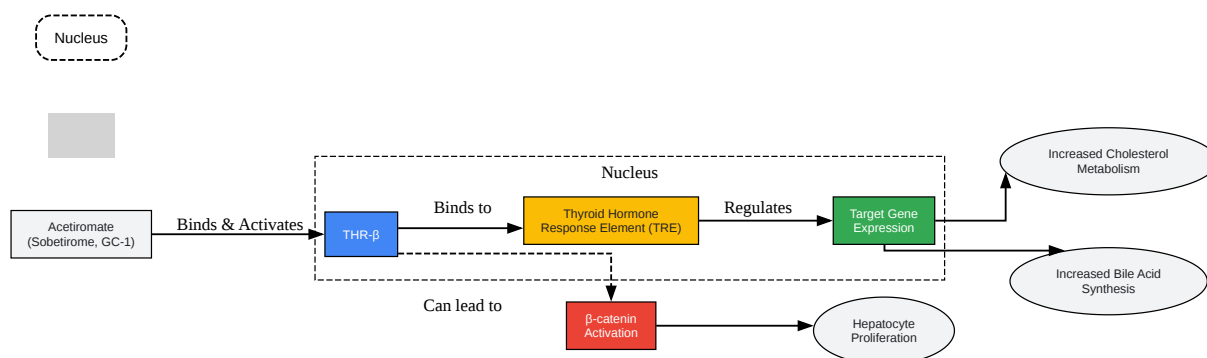 Nucleus
Nucleus
Acetiromate
(Sobetirome, GC-1)
Binds & Activates
THR-β
Binds to
Thyroid Hormone
Response Element (TRE)
Regulates
Target Gene
Expression
Increased Cholesterol
Metabolism
Increased Bile Acid
Synthesis
Can lead to
β-catenin
Activation
Hepatocyte
Proliferation